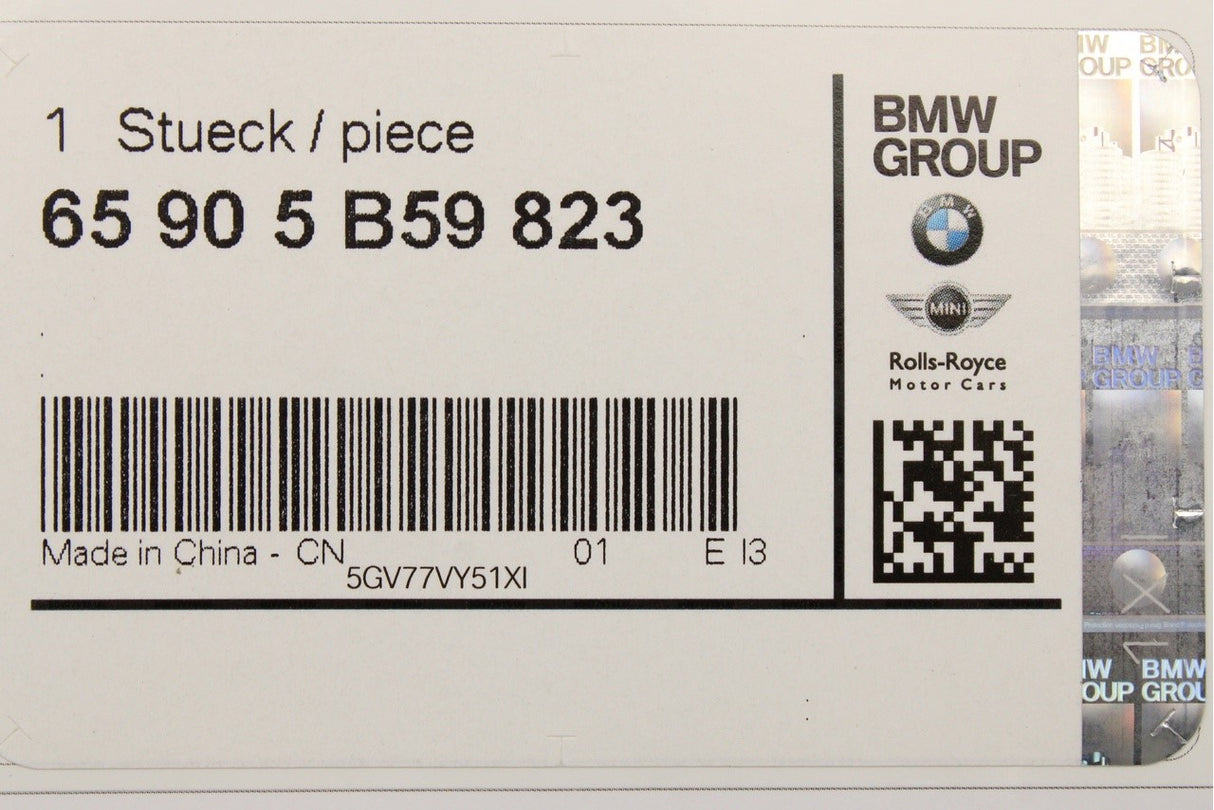 1 Stueck / piece
65 90 5 B59 823
Made in China - CN 01 E I3
5GV77VY51XI
BMW
GROUP
BMW
MINI
Rolls-Royce
Motor Cars
BMW
GROUP
BMW
GROUP